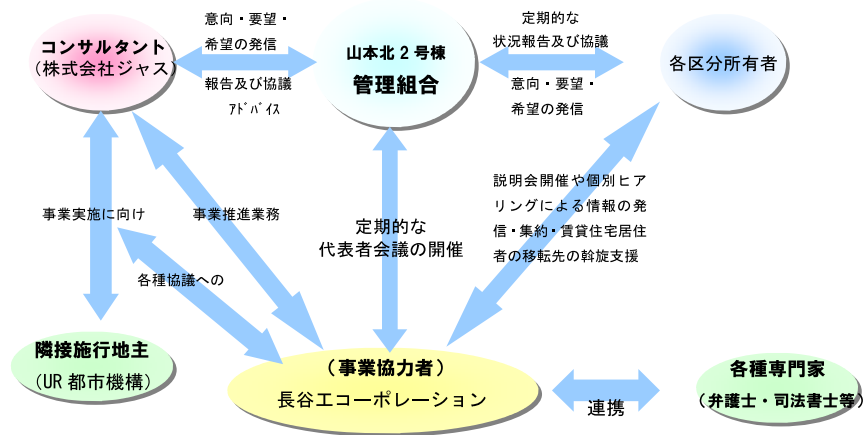 コンサルタント
(株式会社ジャス)
意向・要望・
希望の発信
報告及び協議
ｱﾄﾞﾊﾞｲｽ
山本北２号棟
管理組合
定期的な
状況報告及び協議
意向・要望・
希望の発信
各区分所有者
事業実施に向け
事業推進業務
各種協議への
定期的な
代表者会議の開催
説明会開催や個別ヒア
リングによる情報の発
信・集約・賃貸住宅居住
者の移転先の斡旋支援
隣接施行地主
(UR 都市機構)
(事業協力者)
長谷工コーポレーション
連携
各種専門家
(弁護士・司法書士等)